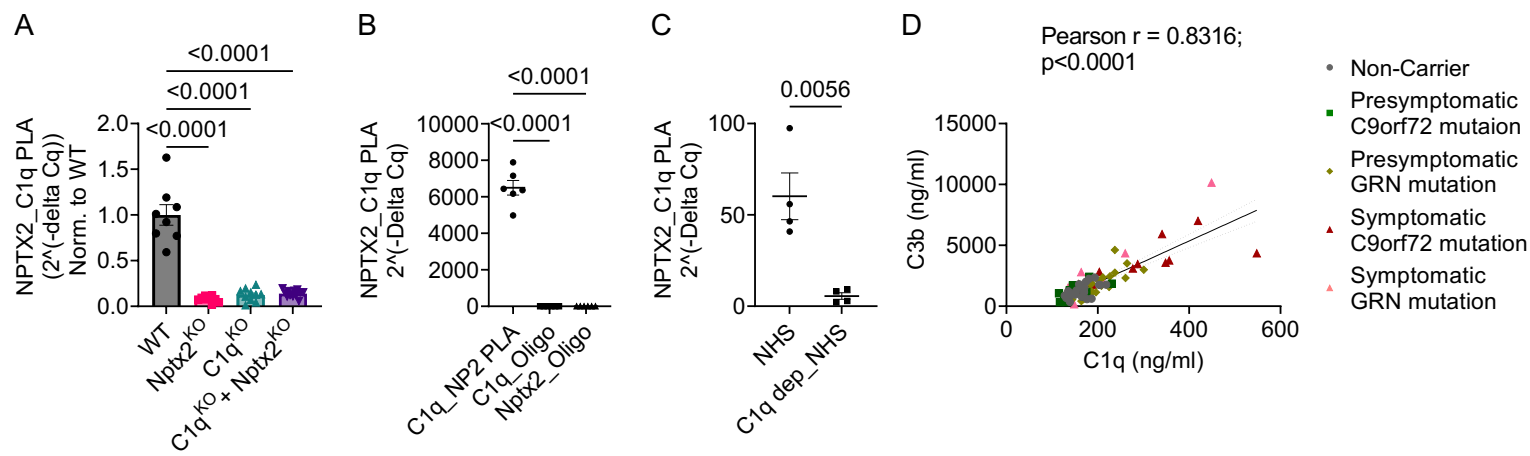 A
<0.0001
<0.0001
<0.0001
NPTX2_C1q PLA
(2^(-delta Cq))
Norm. to WT
2.0
1.5
1.0
0.5
0.0
WT
Nptx2KO
C1qKO
C1qKO+ Nptx2KO
B
<0.0001
<0.0001
NPTX2_C1q PLA
2^(-Delta Cq)
10000
8000
6000
4000
2000
0
C1q_NP2 PLA
C1q_Oligo
Nptx2_Oligo
C
0.0056
NPTX2_C1q PLA
2^(-Delta Cq)
100
50
0
NHS
C1q dep_NHS
D
Pearson r = 0.8316;
p<0.0001
C3b (ng/ml)
15000
10000
5000
0
0 200 400 600
C1q (ng/ml)
Non-Carrier
Presymptomatic
C9orf72 mutaion
Presymptomatic
GRN mutation
Symptomatic
C9orf72 mutation
Symptomatic
GRN mutation